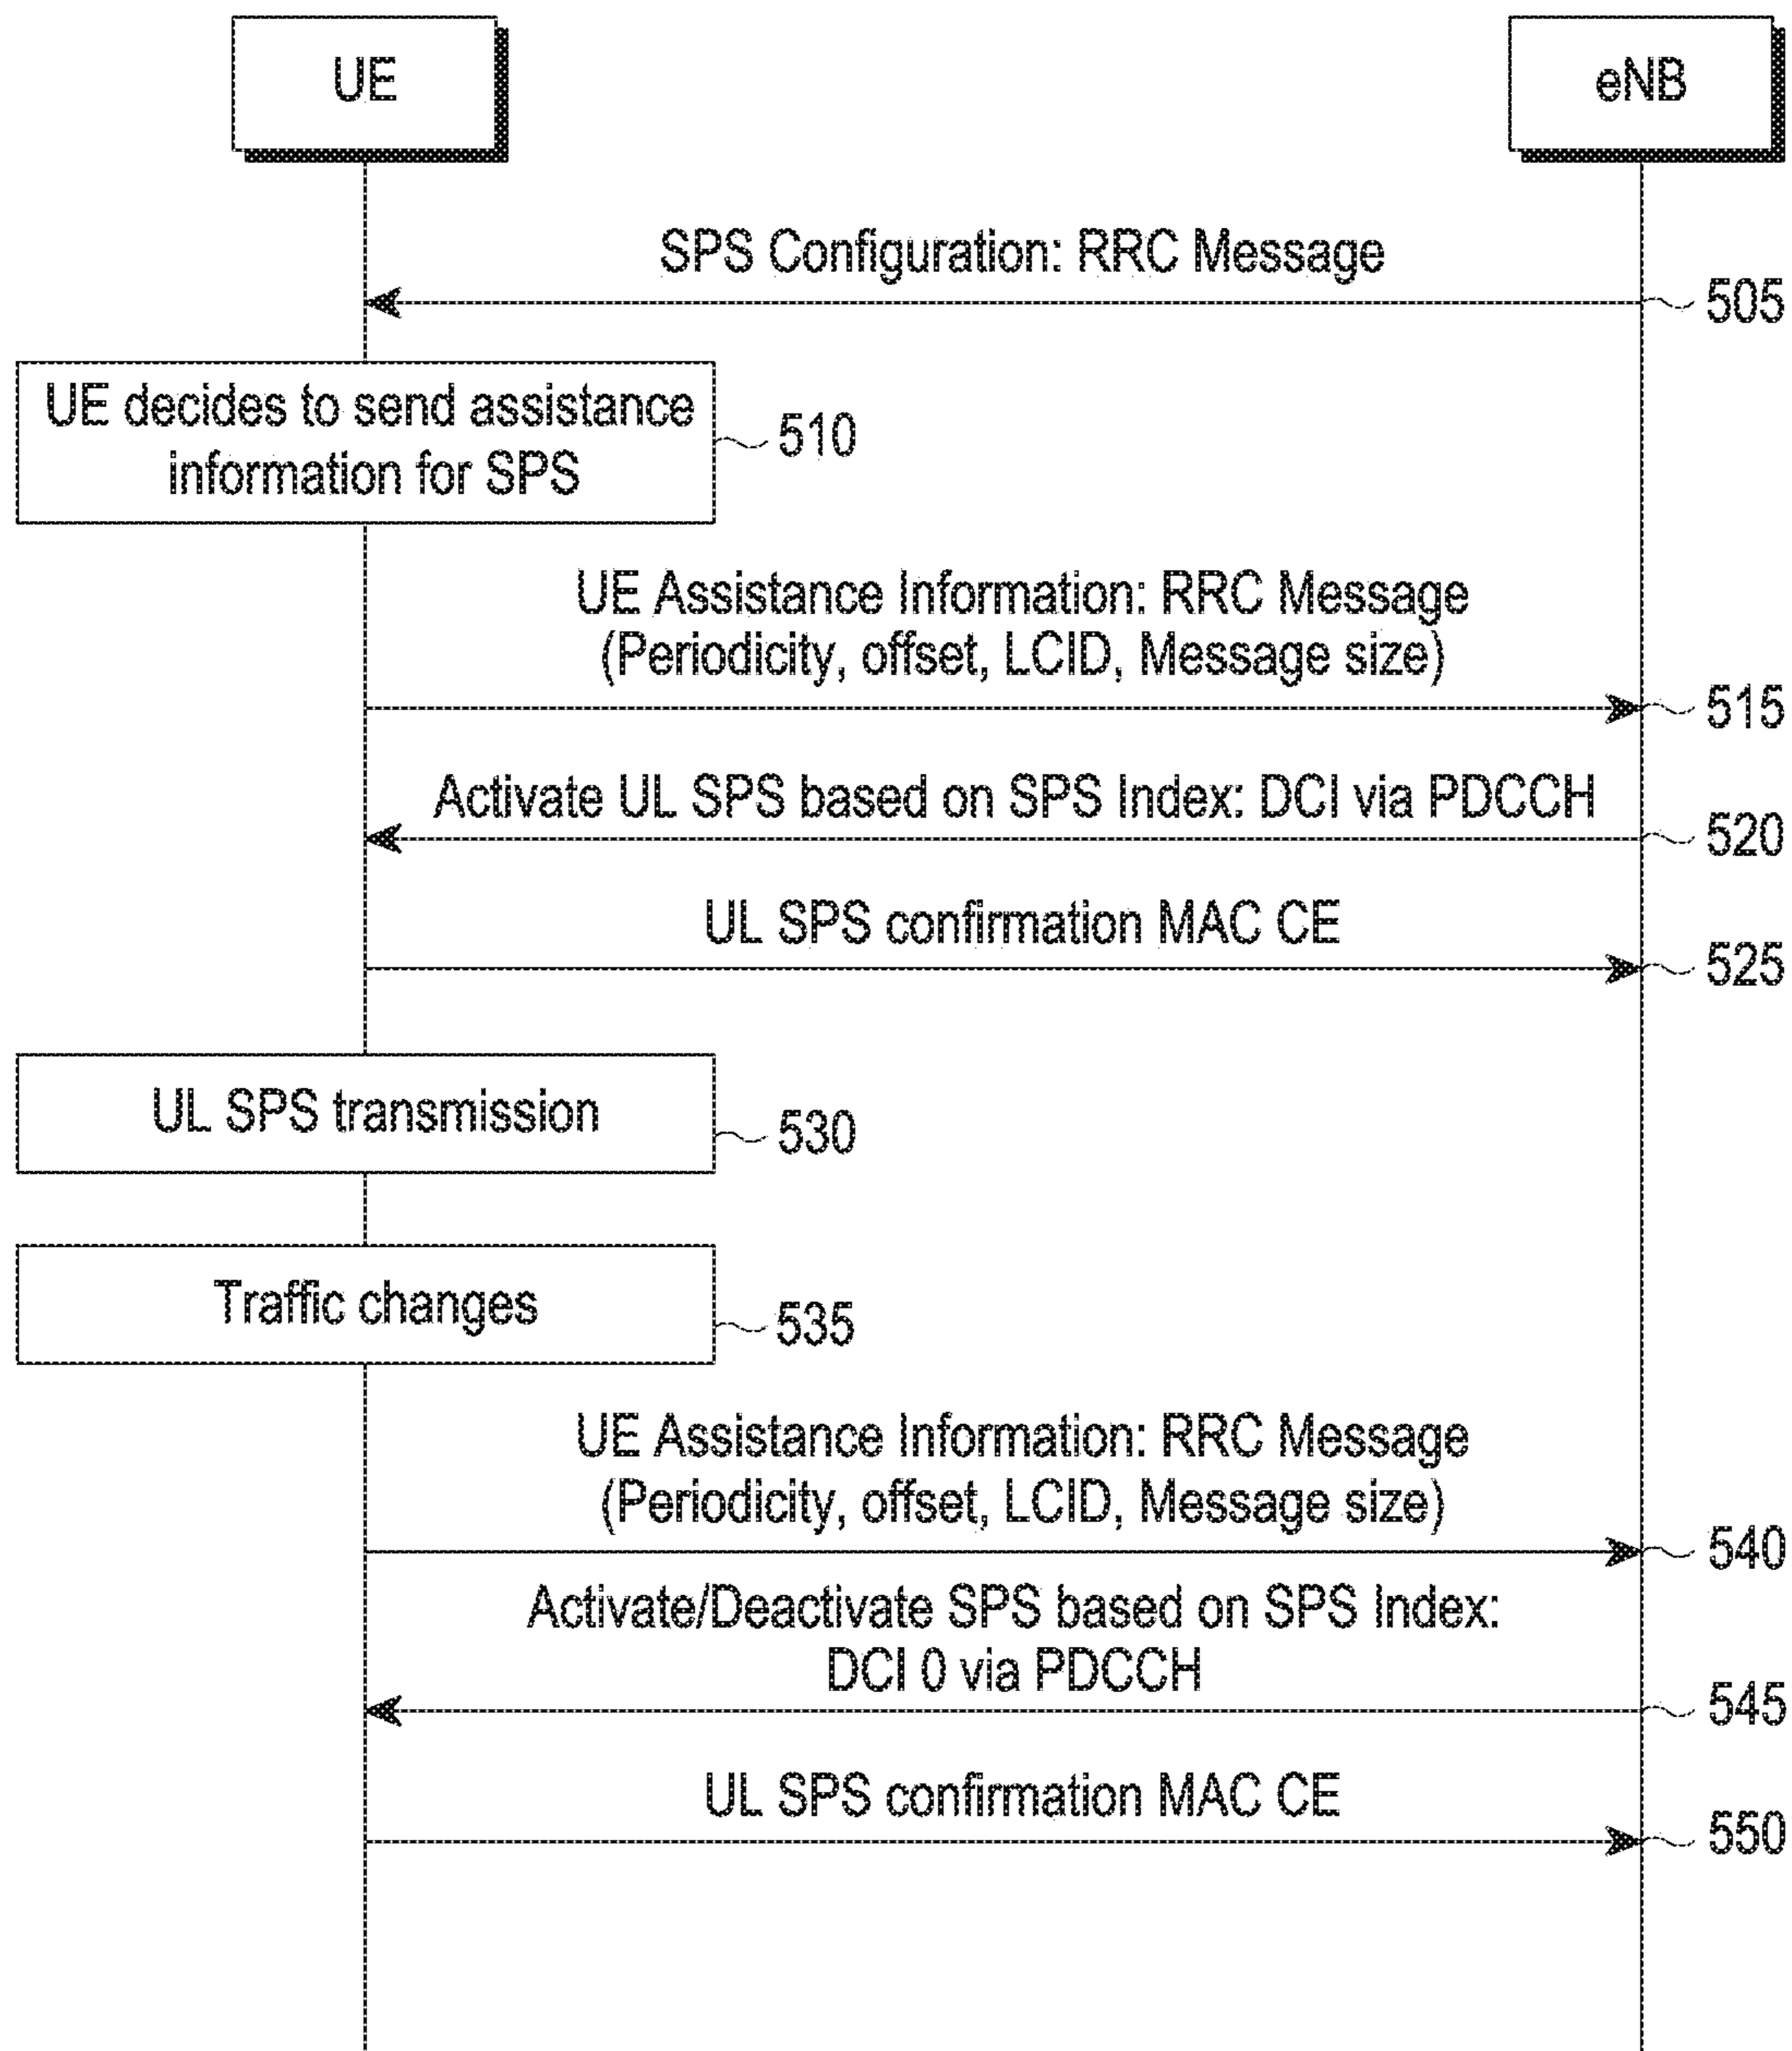 UE
eNB
SPS Configuration: RRC Message
505
UE decides to send assistance
information for SPS
510
UE Assistance Information: RRC Message
(Periodicity, offset, LCID, Message size)
515
Activate UL SPS based on SPS Index: DCI via PDCCH
520
UL SPS confirmation MAC CE
525
UL SPS transmission
530
Traffic changes
535
UE Assistance Information: RRC Message
(Periodicity, offset, LCID, Message size)
540
Activate/Deactivate SPS based on SPS Index:
DCI 0 via PDCCH
545
UL SPS confirmation MAC CE
550